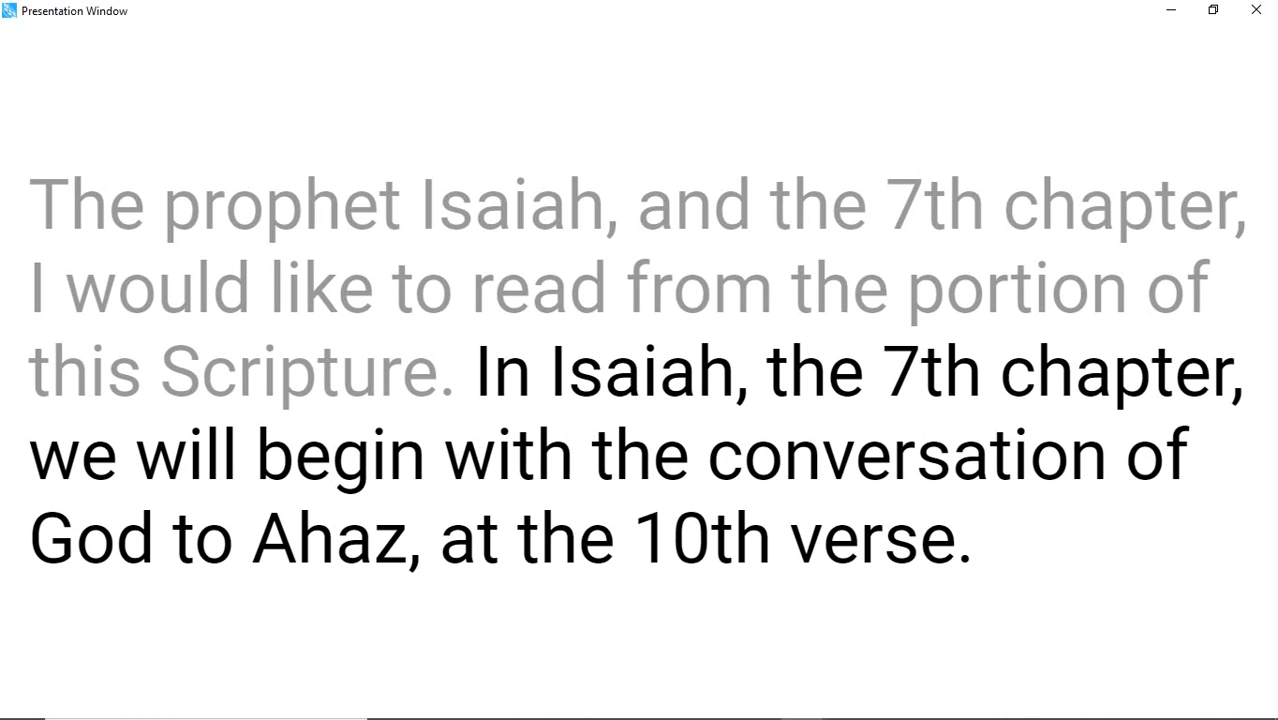 Presentation Window
The prophet Isaiah, and the 7th chapter,
I would like to read from the portion of
this Scripture. In Isaiah, the 7th chapter,
we will begin with the conversation of
God to Ahaz, at the 10th verse.